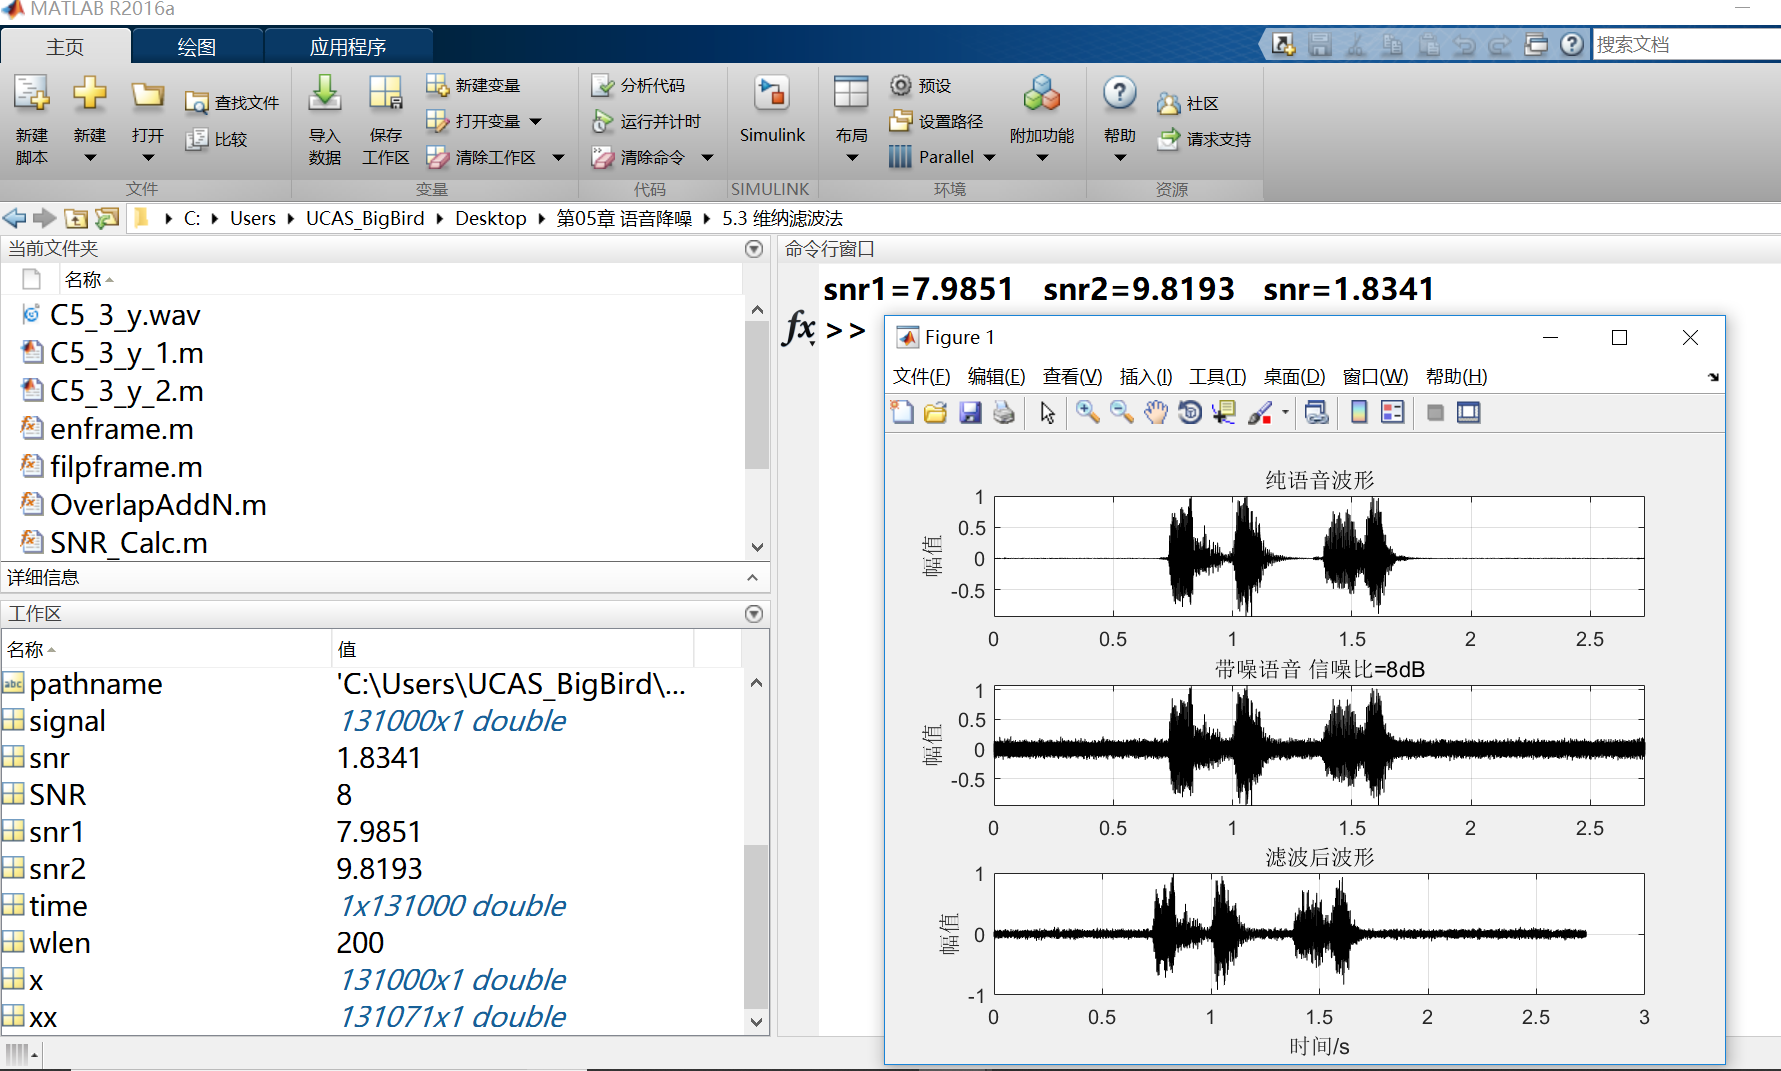 MATLAB R2016a
主页
绘图
应用程序
搜索文档
新建
脚本
新建
打开
查找文件
比较
导入
数据
保存
工作区
新建变量
打开变量
清除工作区
分析代码
运行并计时
清除命令
Simulink
布局
预设
设置路径
Parallel
附加功能
帮助
社区
请求支持
文件
变量
代码
SIMULINK
环境
资源
C: Users UCAS_BigBird Desktop 第05章 语音降噪 5.3 维纳滤波法
当前文件夹
名称
C5_3_y.wav
C5_3_y_1.m
C5_3_y_2.m
enframe.m
filpframe.m
OverlapAddN.m
SNR_Calc.m
详细信息
工作区
名称 值
abc pathname 'C:\Users\UCAS_BigBird\...
signal 131000x1 double
snr 1.8341
SNR 8
snr1 7.9851
snr2 9.8193
time 1x131000 double
wlen 200
x 131000x1 double
xx 131071x1 double
命令行窗口
snr1=7.9851 snr2=9.8193 snr=1.8341
fx >>
Figure 1
文件(F) 编辑(E) 查看(V) 插入(I) 工具(T) 桌面(D) 窗口(W) 帮助(H)
纯语音波形
幅值
1
0.5
0
-0.5
0 0.5 1 1.5 2 2.5
带噪语音 信噪比=8dB
幅值
1
0.5
0
-0.5
0 0.5 1 1.5 2 2.5
滤波后波形
幅值
1
0
-1
0 0.5 1 1.5 2 2.5 3
时间/s